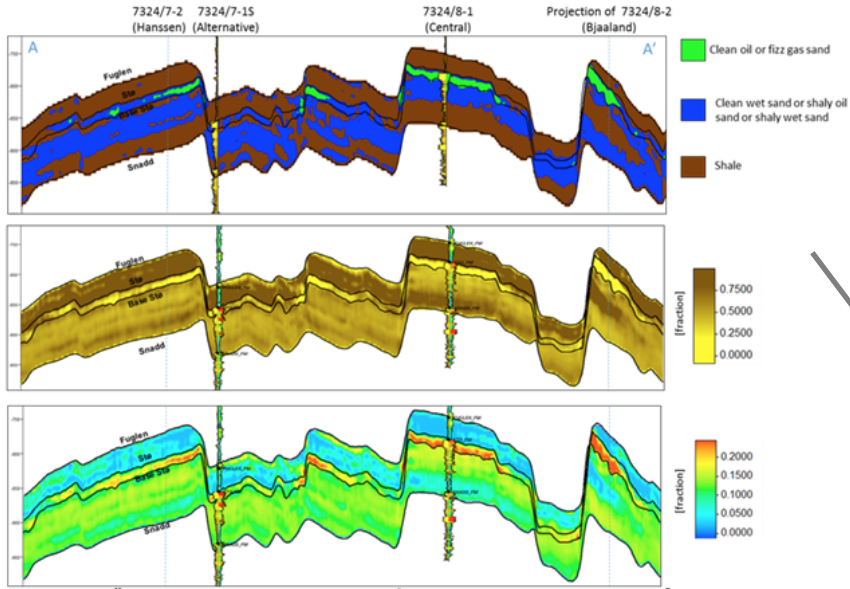 7324/7-2
(Hanssen)
7324/7-1S
(Alternative)
7324/8-1
(Central)
Projection of 7324/8-2
(Bjaaland)
A
A'
Fuglen
Stø
Base Stø
Snadd
Clean oil or fizz gas sand
Clean wet sand or shaly oil
sand or shaly wet sand
Shale
Fuglen
Stø
Base Stø
Snadd
[fraction]
0.7500
0.5000
0.2500
0.0000
Fuglen
Stø
Base Stø
Snadd
[fraction]
0.2000
0.1500
0.1000
0.0500
0.0000